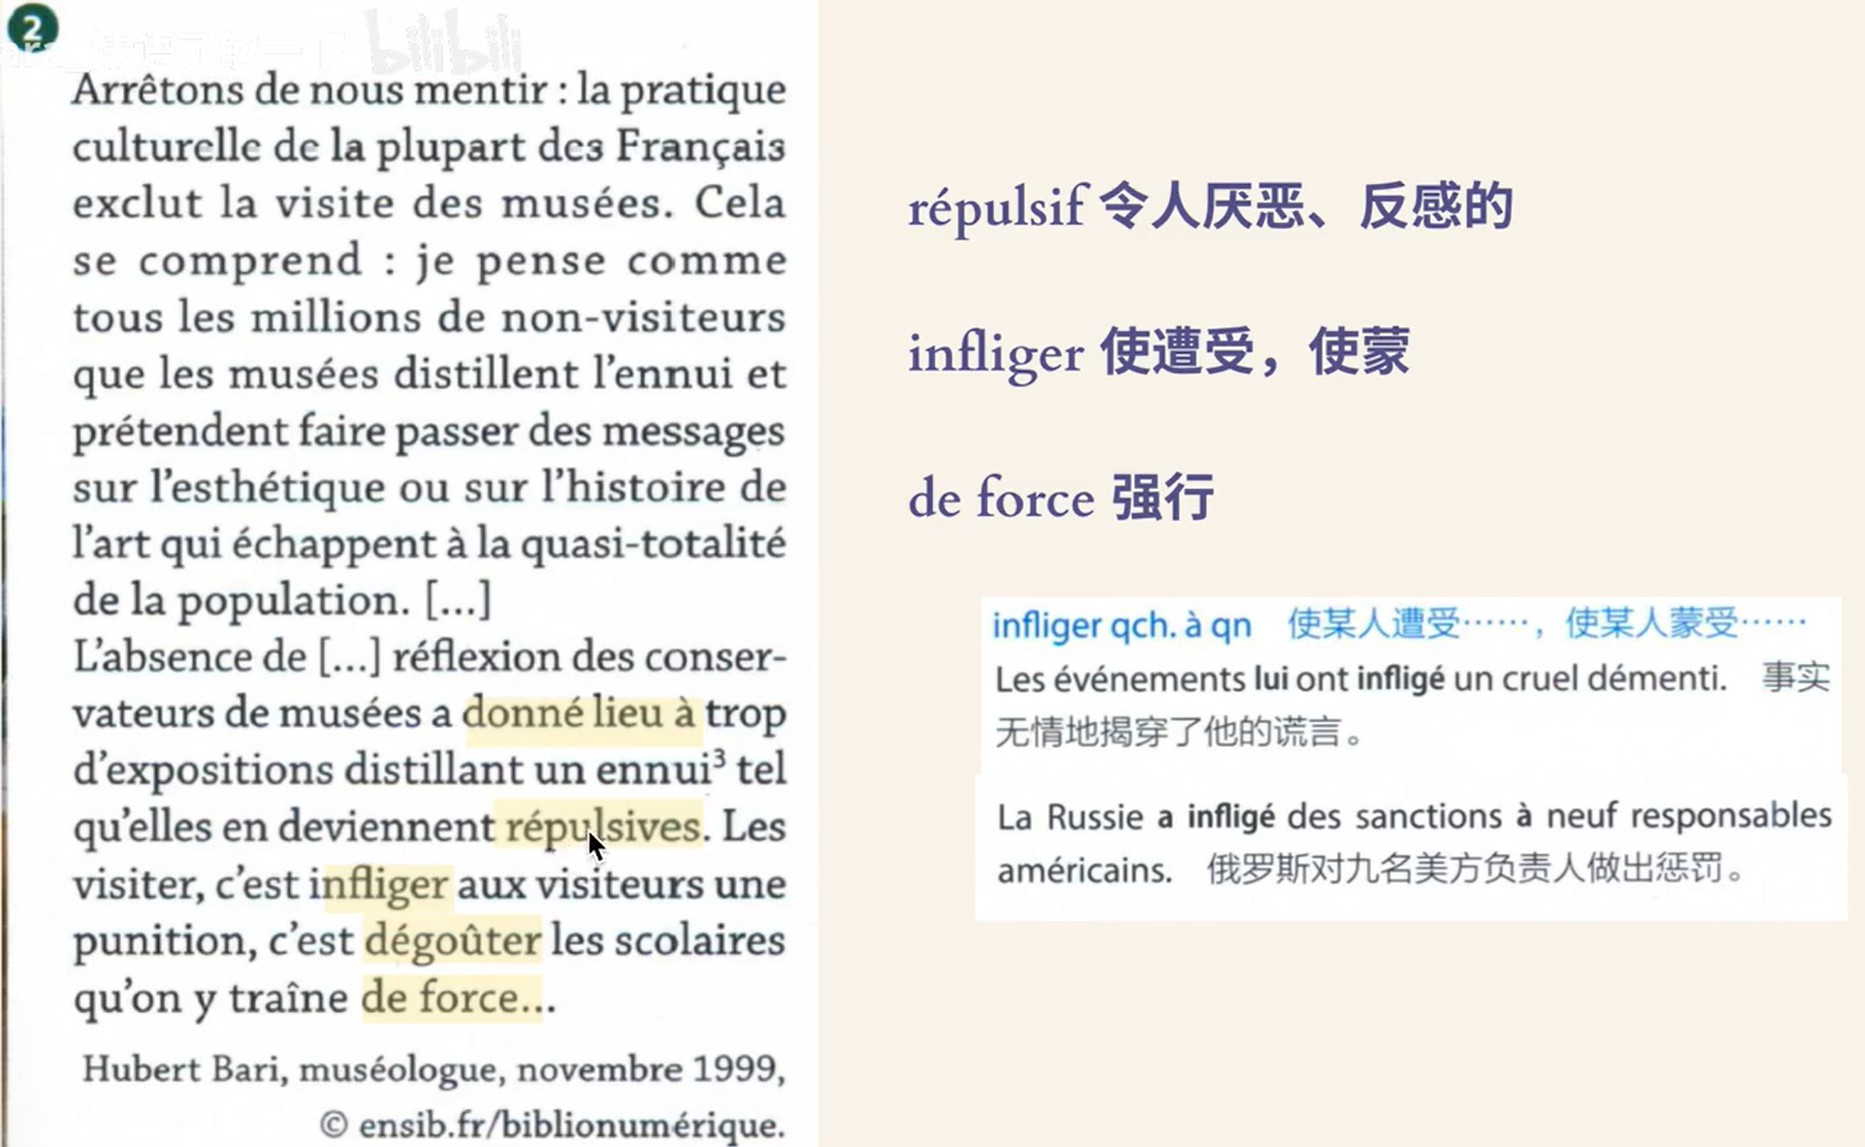 2
bilibili
Arrêtons de nous mentir : la pratique
culturelle de la plupart des Français
exclut la visite des musées. Cela
se comprend : je pense comme
tous les millions de non-visiteurs
que les musées distillent l'ennui et
prétendent faire passer des messages
sur l'esthétique ou sur l'histoire de
l'art qui échappent à la quasi-totalité
de la population. [...]
L'absence de [...] réflexion des conser-
vateurs de musées a donné lieu à trop
d'expositions distillant un ennui³ tel
qu'elles en deviennent répulsives. Les
visiter, c'est infliger aux visiteurs une
punition, c'est dégoûter les scolaires
qu'on y traîne de force...
Hubert Bari, muséologue, novembre 1999,
© ensib.fr/biblionumérique.
répulsif 令人厌恶、反感的
infliger 使遭受，使蒙
de force 强行
infliger qch. à qn 使某人遭受……，使某人蒙受……
Les événements lui ont infligé un cruel démenti. 事实
无情地揭穿了他的谎言。
La Russie a infligé des sanctions à neuf responsables
américains. 俄罗斯对九名美方负责人做出惩罚。